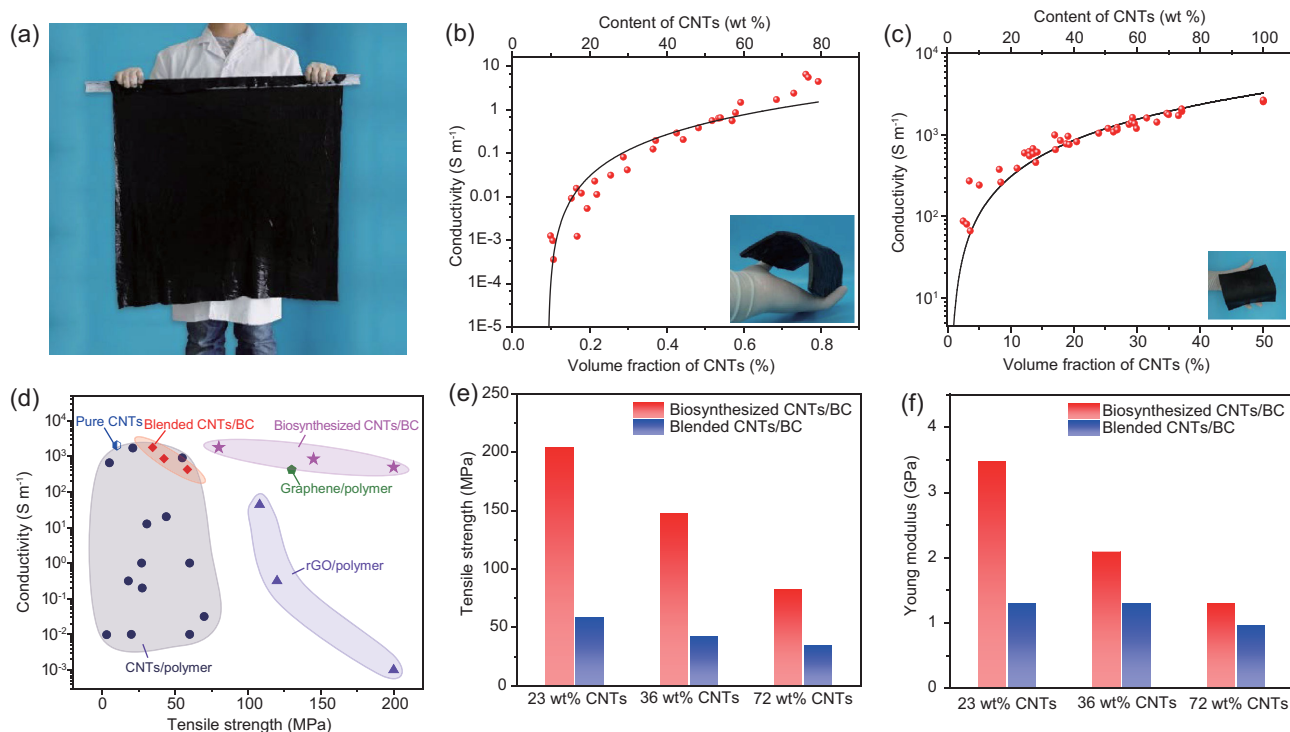 (a)
(b)
Content of CNTs (wt %)
0 20 40 60 80 100
Conductivity (S m⁻¹)
10
1
0.1
0.01
1E-3
1E-4
1E-5
0.0 0.2 0.4 0.6 0.8
Volume fraction of CNTs (%)
(c)
Content of CNTs (wt %)
0 20 40 60 80 100
Conductivity (S m⁻¹)
10⁴
10³
10²
10¹
0 10 20 30 40 50
Volume fraction of CNTs (%)
(d)
Conductivity (S m⁻¹)
10⁴
10³
10²
10¹
10⁰
10⁻¹
10⁻²
10⁻³
Pure CNTs
Blended CNTs/BC
Biosynthesized CNTs/BC
Graphene/polymer
rGO/polymer
CNTs/polymer
0 50 100 150 200
Tensile strength (MPa)
(e)
Tensile strength (MPa)
250
200
150
100
50
0
Biosynthesized CNTs/BC
Blended CNTs/BC
23 wt% CNTs 36 wt% CNTs 72 wt% CNTs
(f)
Young modulus (GPa)
4
3
2
1
0
Biosynthesized CNTs/BC
Blended CNTs/BC
23 wt% CNTs 36 wt% CNTs 72 wt% CNTs